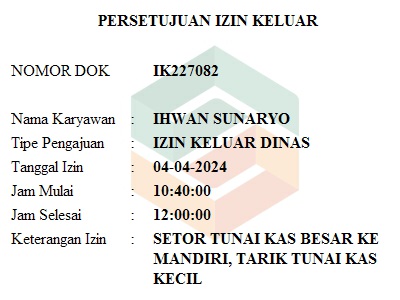 PERSETUJUAN IZIN KELUAR
NOMOR DOK IK227082
Nama Karyawan : IHWAN SUNARYO
Tipe Pengajuan : IZIN KELUAR DINAS
Tanggal Izin : 04-04-2024
Jam Mulai : 10:40:00
Jam Selesai : 12:00:00
Keterangan Izin : SETOR TUNAI KAS BESAR KE
MANDIRI, TARIK TUNAI KAS
KECIL